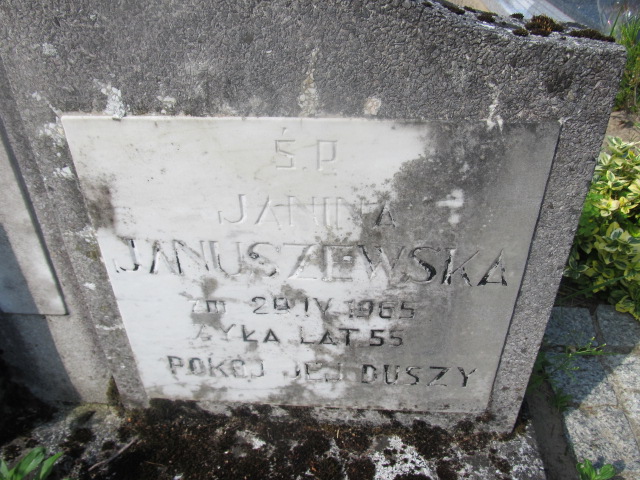 Ś.P.
JANINA
JANUSZEWSKA
ZM 29 IV 1965
ŻYŁA LAT 55
POKÓJ JEJ DUSZY